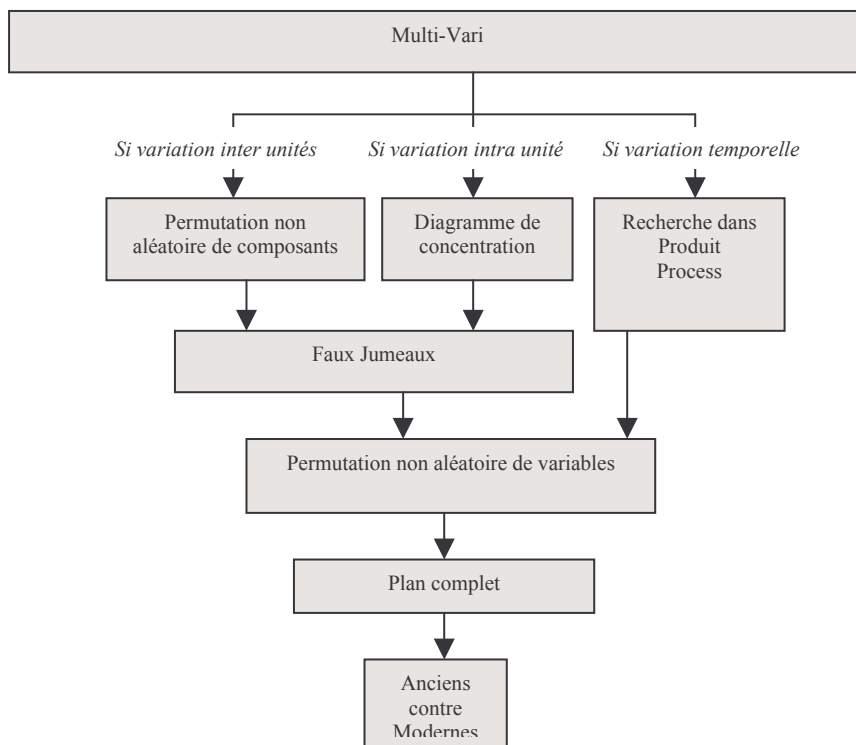 Multi-Vari
Si variation inter unités
Si variation intra unité
Si variation temporelle
Permutation non
aléatoire de composants
Diagramme de
concentration
Recherche dans
Produit
Process
Faux Jumeaux
Permutation non aléatoire de variables
Plan complet
Anciens
contre
Modernes